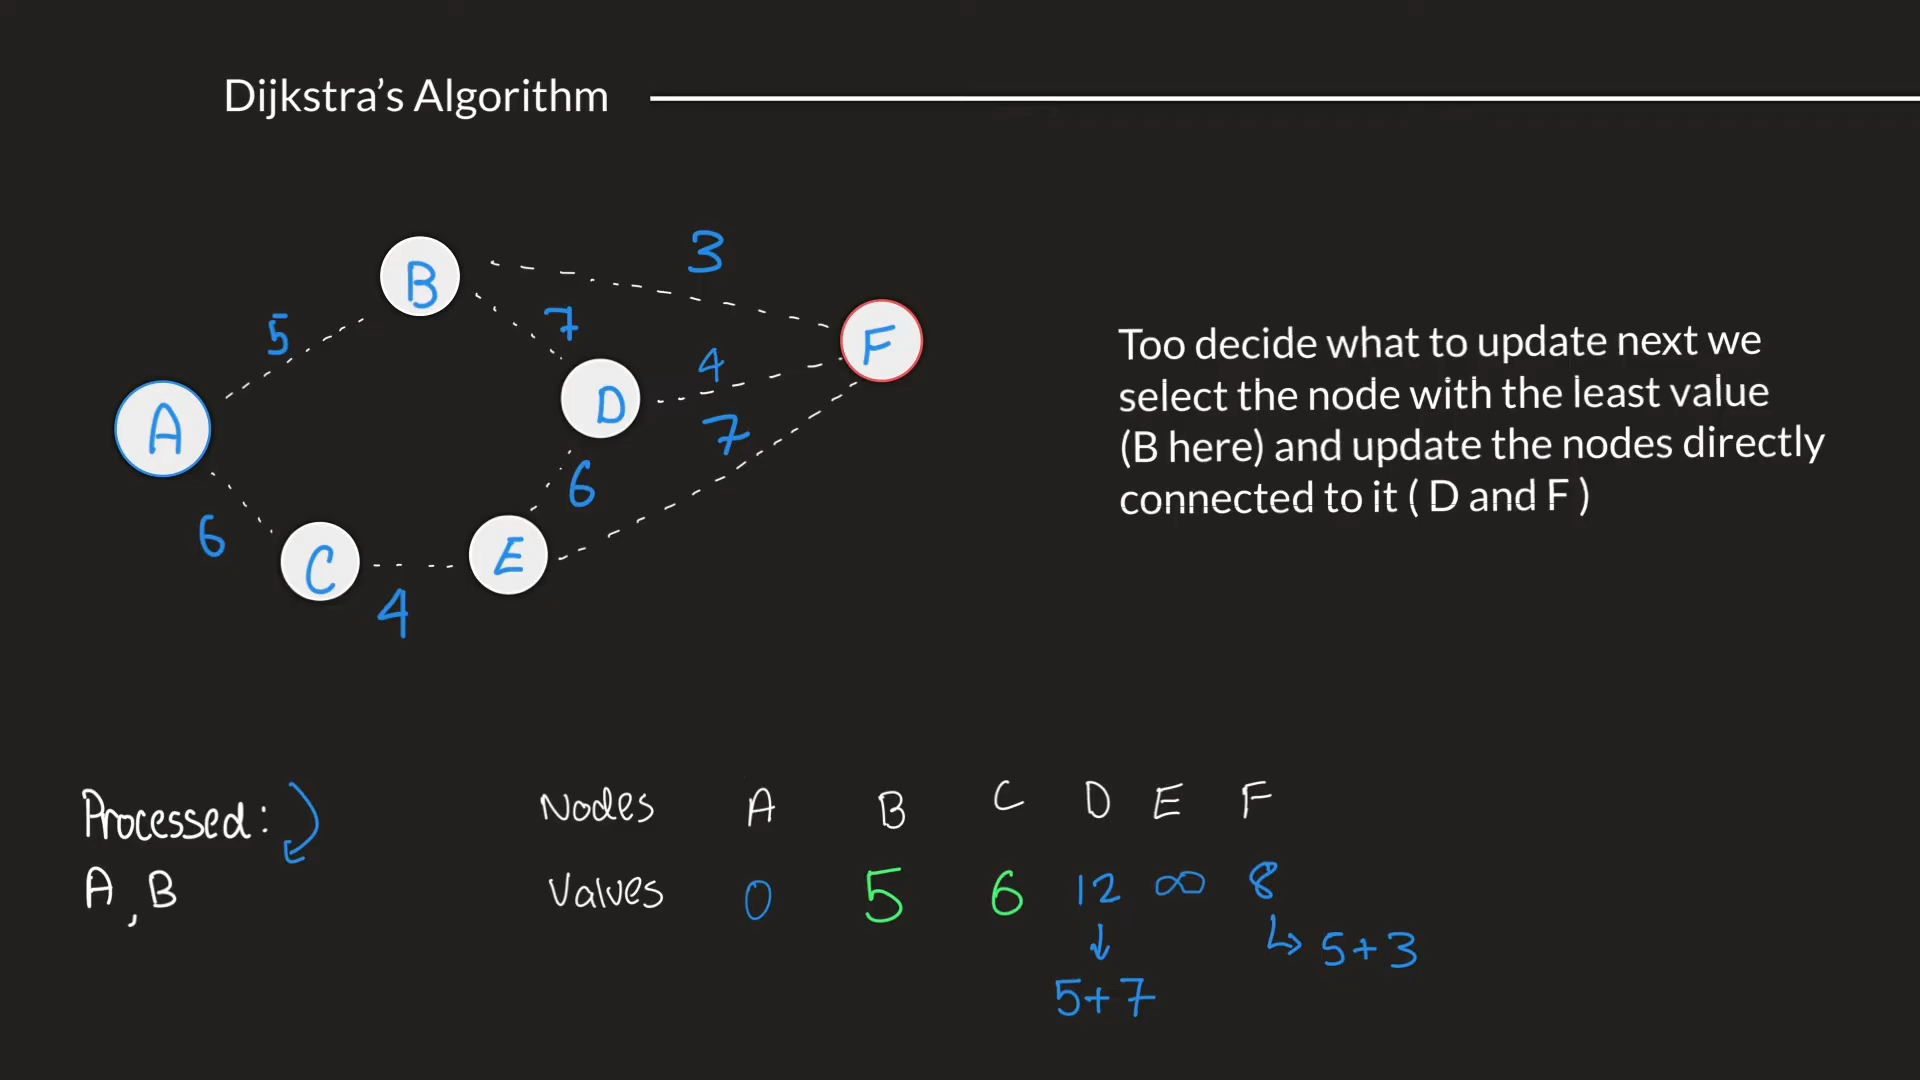 Dijkstra’s Algorithm
B
3
7
5
F
4
D
A
7
6
6
C
E
4
Too decide what to update next we
select the node with the least value
(B here) and update the nodes directly
connected to it ( D and F )
Processed:
A, B
Nodes A B C D E F
Values 0 5 6 12 ∞ 8
↓ ↳ 5+3
5+7